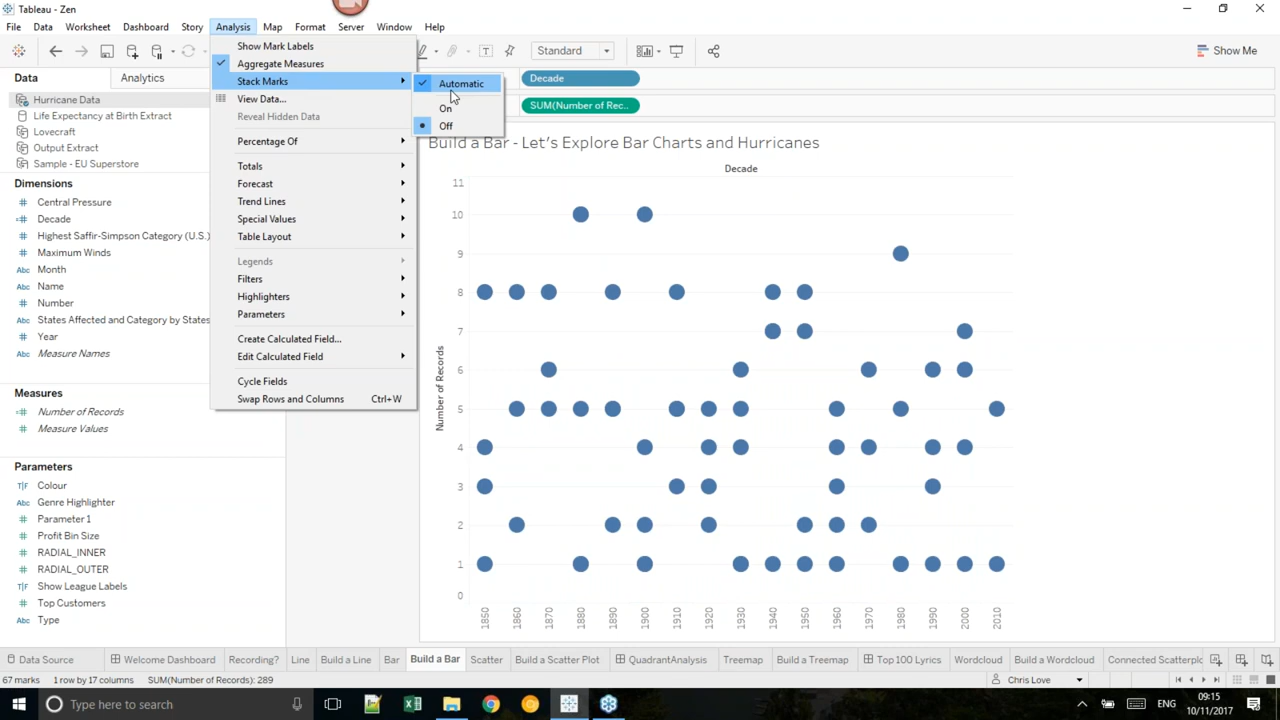 Tableau - Zen
File Data Worksheet Dashboard Story Analysis Map Format Server Window Help
Standard
Show Me
Data
Analytics
Hurricane Data
Life Expectancy at Birth Extract
Lovecraft
Output Extract
Sample - EU Superstore
Dimensions
Central Pressure
Decade
Highest Saffir-Simpson Category (U.S.)
Maximum Winds
Abc Month
Abc Name
Number
Abc States Affected and Category by States
Year
Abc Measure Names
Measures
Number of Records
Measure Values
Parameters
T|F Colour
Abc Genre Highlighter
Parameter 1
Profit Bin Size
RADIAL_INNER
RADIAL_OUTER
T|F Show League Labels
Top Customers
Abc Type
Show Mark Labels
Aggregate Measures
Stack Marks
View Data...
Reveal Hidden Data
Percentage Of
Totals
Forecast
Trend Lines
Special Values
Table Layout
Legends
Filters
Highlighters
Parameters
Create Calculated Field...
Edit Calculated Field
Cycle Fields
Swap Rows and Columns Ctrl+W
Automatic
On
Off
Decade
SUM(Number of Rec..
Build a Bar - Let's Explore Bar Charts and Hurricanes
Decade
Number of Records
11
10
9
8
7
6
5
4
3
2
1
0
1850 1860 1870 1880 1890 1900 1910 1920 1930 1940 1950 1960 1970 1980 1990 2000 2010
Data Source Welcome Dashboard Recording? Line Build a Line Bar Build a Bar Scatter Build a Scatter Plot QuadrantAnalysis Treemap Build a Treemap Top 100 Lyrics Wordcloud Build a Wordcloud Connected Scatterplo
67 marks 1 row by 17 columns SUM(Number of Records): 289 Chris Love
Type here to search
ENG
09:15
10/11/2017